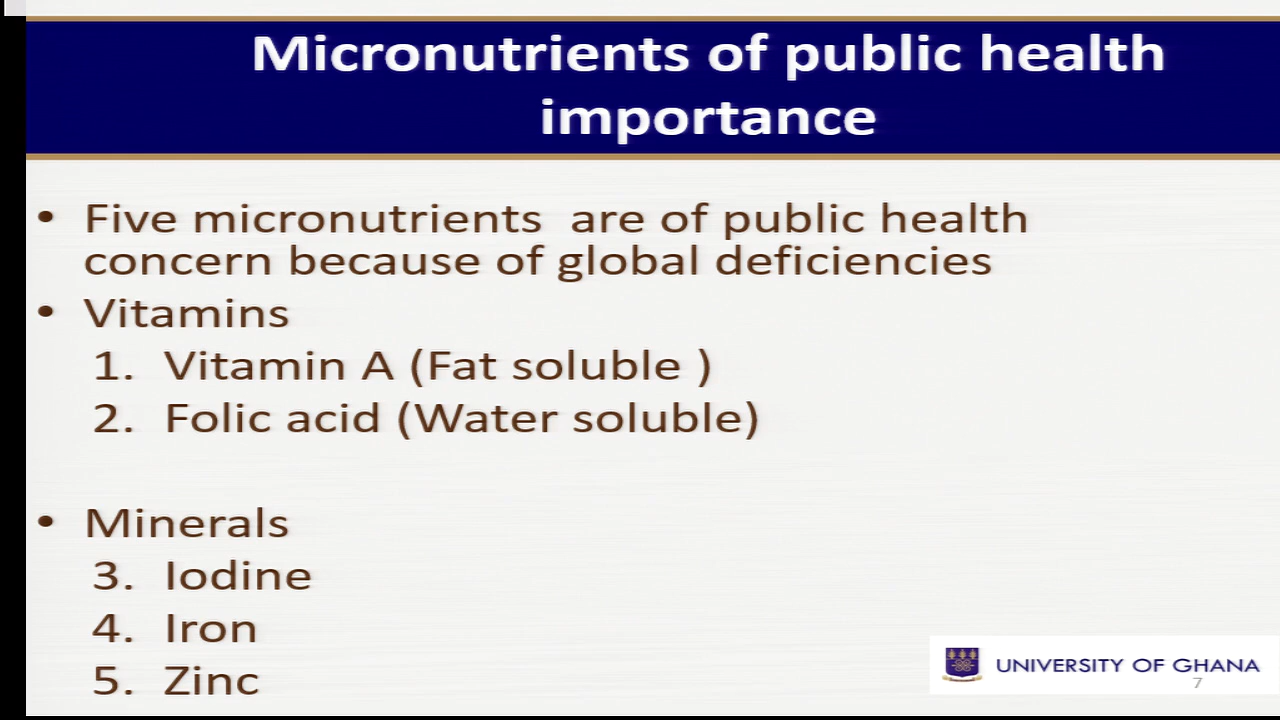 Micronutrients of public health
importance
• Five micronutrients are of public health
concern because of global deficiencies
• Vitamins
1. Vitamin A (Fat soluble )
2. Folic acid (Water soluble)
• Minerals
3. Iodine
4. Iron
5. Zinc
UNIVERSITY OF GHANA
7